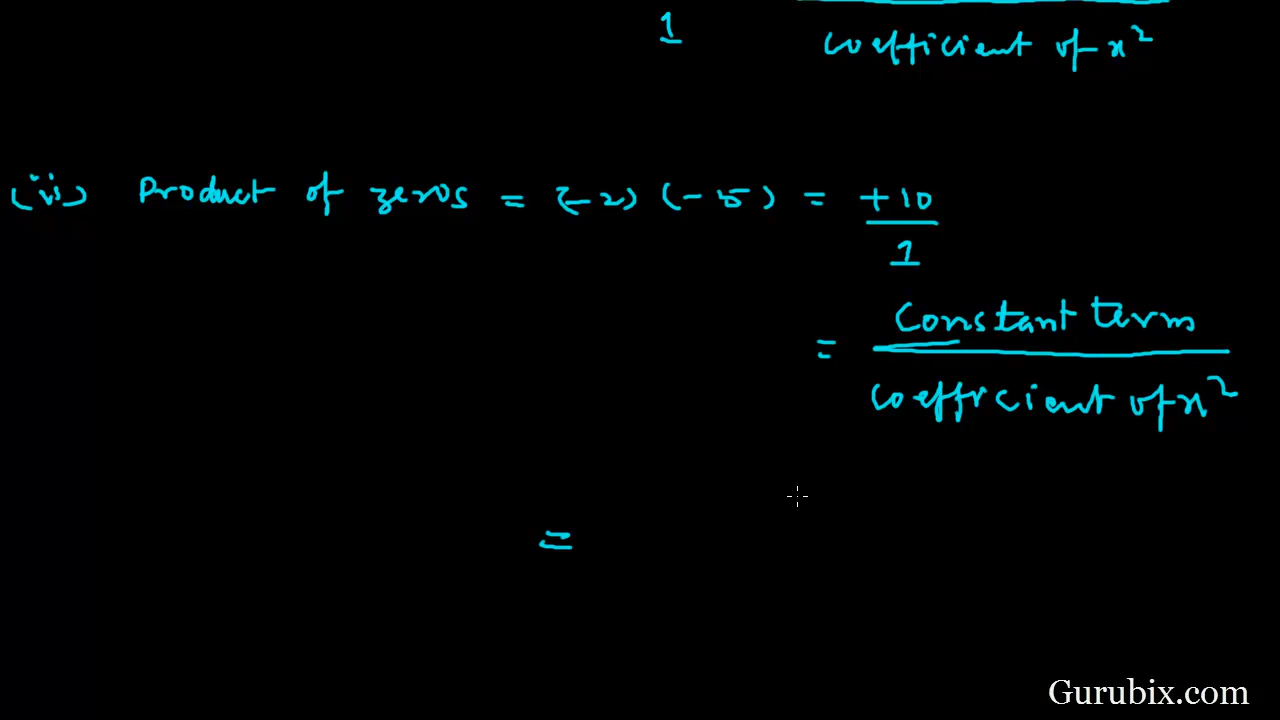 1
coefficient of x²
(ii) Product of zeros = (-2) (-5) = +10/1
= Constant term / coefficient of x²
=
Gurubix.com